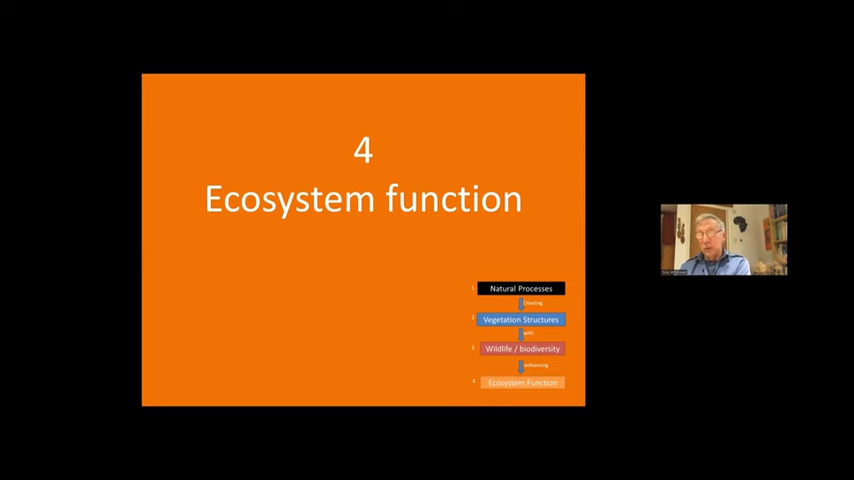 4
Ecosystem function
1 Natural Processes
Creating
2 Vegetation Structures
with
3 Wildlife / biodiversity
enhancing
4 Ecosystem Function